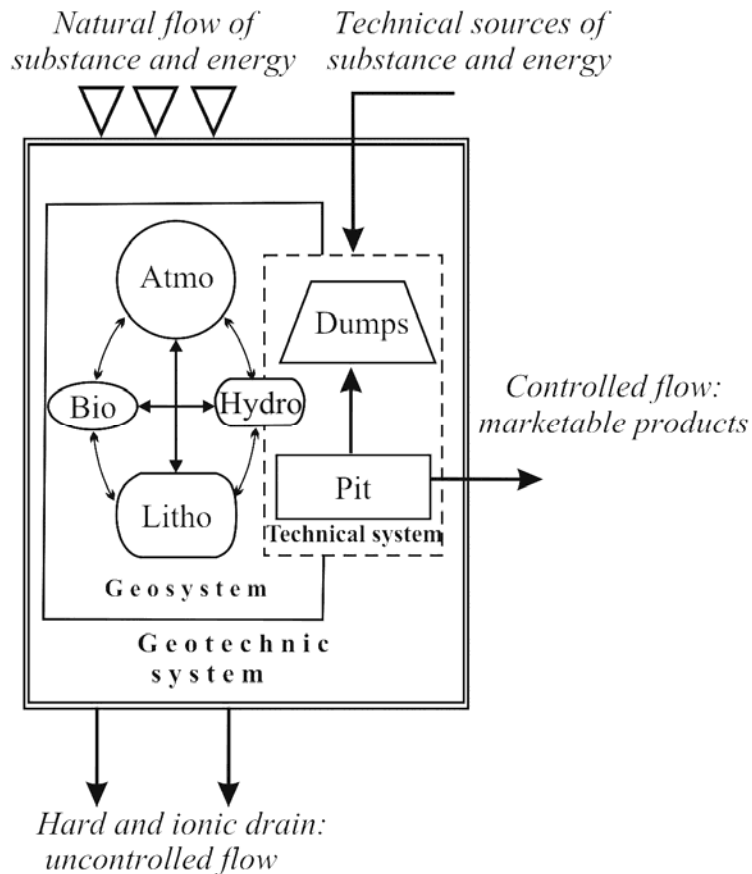 Natural flow of
substance and energy
Technical sources of
substance and energy
Atmo
Dumps
Bio
Hydro
Controlled flow:
marketable products
Litho
Pit
Technical system
Geosystem
Geotechnic
system
Hard and ionic drain:
uncontrolled flow